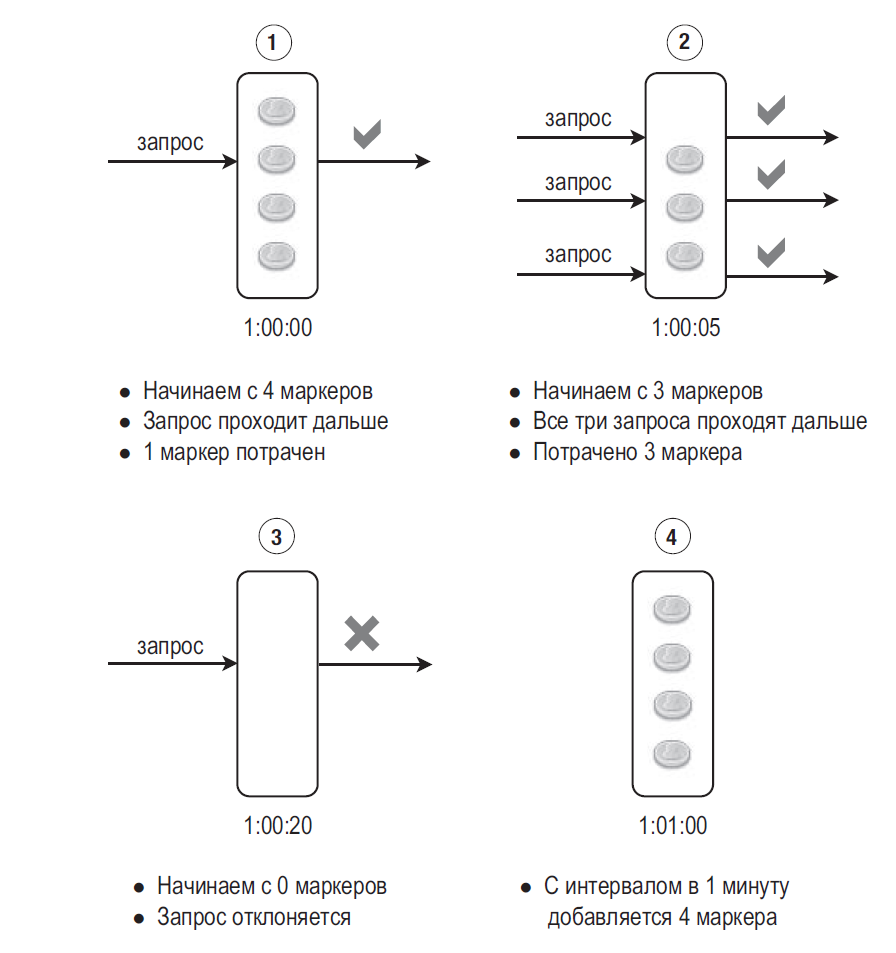 1
запрос
1:00:00
● Начинаем с 4 маркеров
● Запрос проходит дальше
● 1 маркер потрачен
2
запрос
запрос
запрос
1:00:05
● Начинаем с 3 маркеров
● Все три запроса проходят дальше
● Потрачено 3 маркера
3
запрос
1:00:20
● Начинаем с 0 маркеров
● Запрос отклоняется
4
1:01:00
● С интервалом в 1 минуту
добавляется 4 маркера